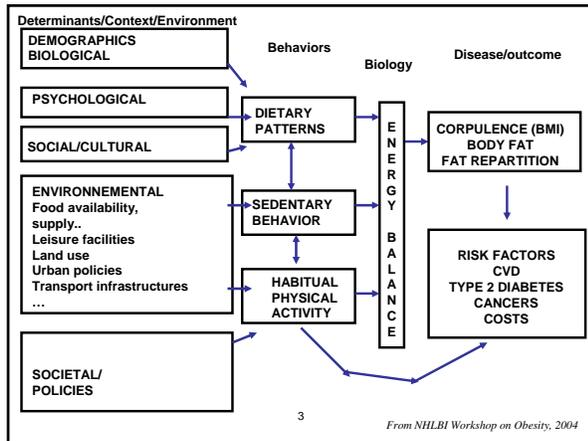 Determinants/Context/Environment
Behaviors
Biology
Disease/outcome
DEMOGRAPHICS
BIOLOGICAL
PSYCHOLOGICAL
SOCIAL/CULTURAL
ENVIRONNEMENTAL
Food availability,
supply..
Leisure facilities
Land use
Urban policies
Transport infrastructures
...
SOCIETAL/
POLICIES
DIETARY
PATTERNS
SEDENTARY
BEHAVIOR
HABITUAL
PHYSICAL
ACTIVITY
E
N
E
R
G
Y
B
A
L
A
N
C
E
CORPULENCE (BMI)
BODY FAT
FAT REPARTITION
RISK FACTORS
CVD
TYPE 2 DIABETES
CANCERS
COSTS
3
From NHLBI Workshop on Obesity, 2004